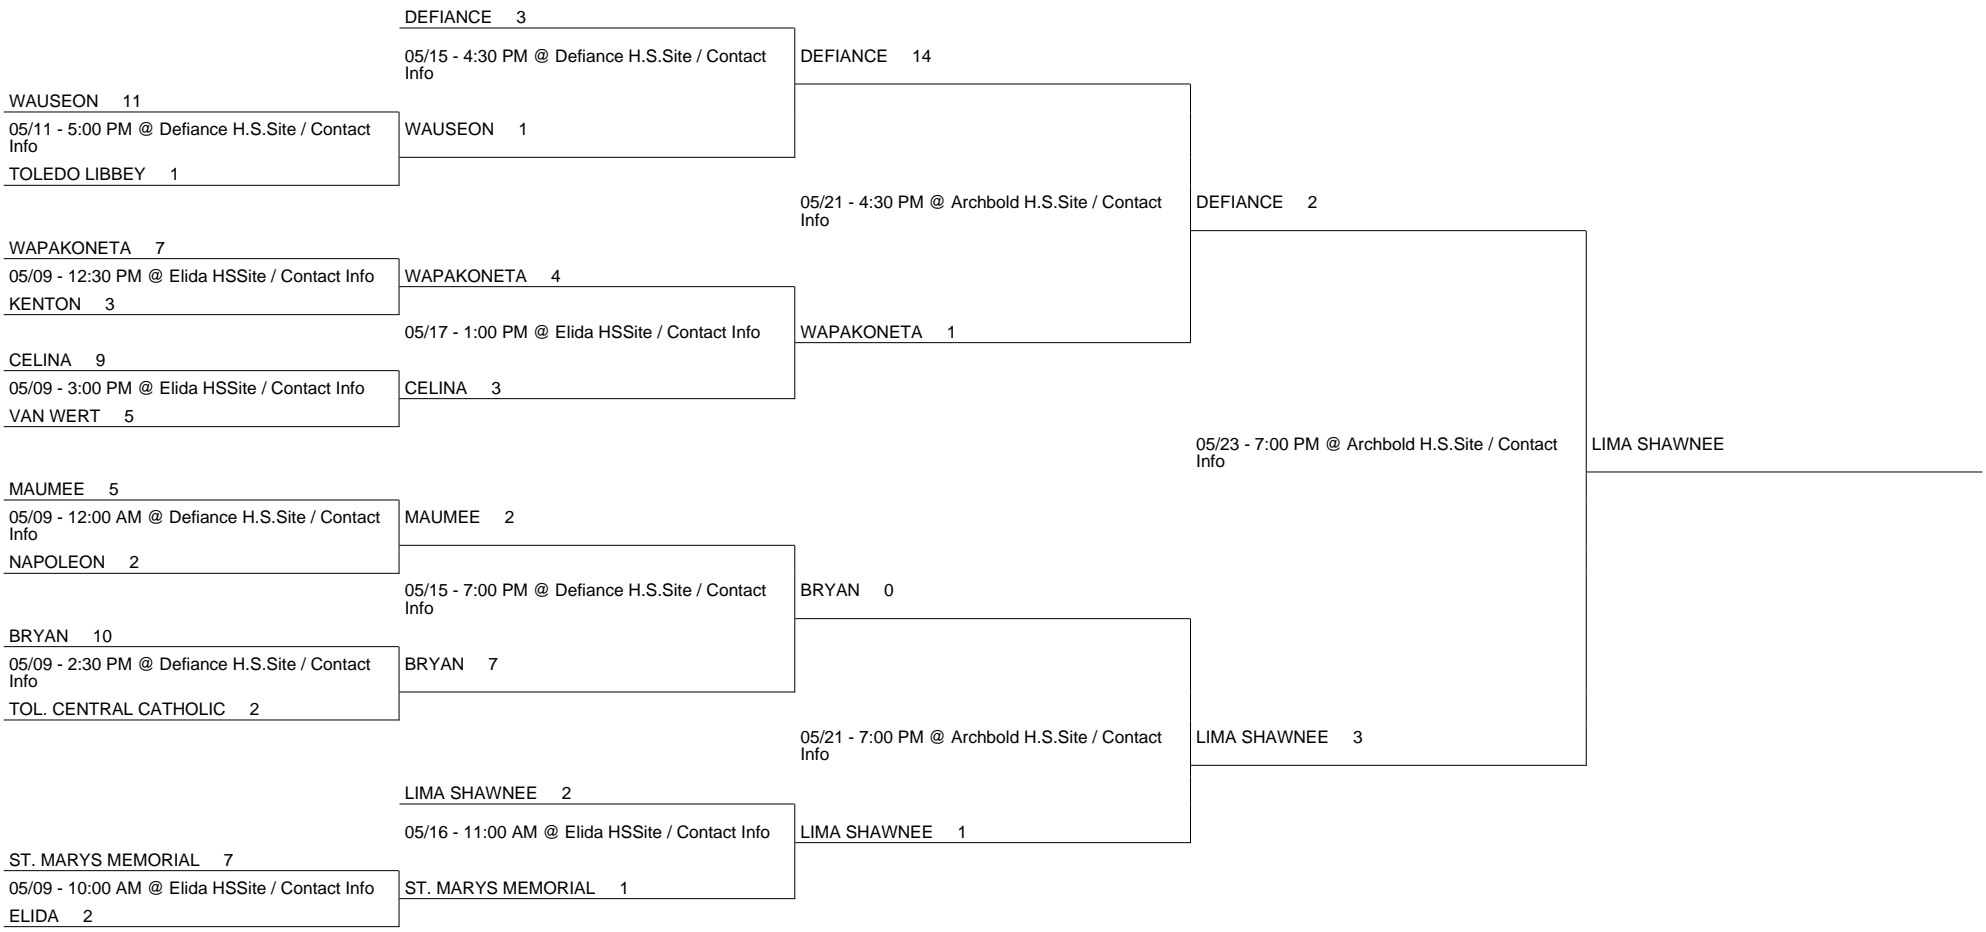 DEFIANCE 3
05/15 - 4:30 PM @ Defiance H.S.Site / Contact
Info
DEFIANCE 14
WAUSEON 11
05/11 - 5:00 PM @ Defiance H.S.Site / Contact
Info
TOLEDO LIBBEY 1
WAUSEON 1
05/21 - 4:30 PM @ Archbold H.S.Site / Contact
Info
DEFIANCE 2
WAPAKONETA 7
05/09 - 12:30 PM @ Elida HSSite / Contact Info
KENTON 3
WAPAKONETA 4
05/17 - 1:00 PM @ Elida HSSite / Contact Info
WAPAKONETA 1
CELINA 9
05/09 - 3:00 PM @ Elida HSSite / Contact Info
VAN WERT 5
CELINA 3
05/23 - 7:00 PM @ Archbold H.S.Site / Contact
Info
LIMA SHAWNEE
MAUMEE 5
05/09 - 12:00 AM @ Defiance H.S.Site / Contact
Info
NAPOLEON 2
MAUMEE 2
05/15 - 7:00 PM @ Defiance H.S.Site / Contact
Info
BRYAN 0
BRYAN 10
05/09 - 2:30 PM @ Defiance H.S.Site / Contact
Info
TOL. CENTRAL CATHOLIC 2
BRYAN 7
05/21 - 7:00 PM @ Archbold H.S.Site / Contact
Info
LIMA SHAWNEE 3
LIMA SHAWNEE 2
05/16 - 11:00 AM @ Elida HSSite / Contact Info
LIMA SHAWNEE 1
ST. MARYS MEMORIAL 7
05/09 - 10:00 AM @ Elida HSSite / Contact Info
ELIDA 2
ST. MARYS MEMORIAL 1